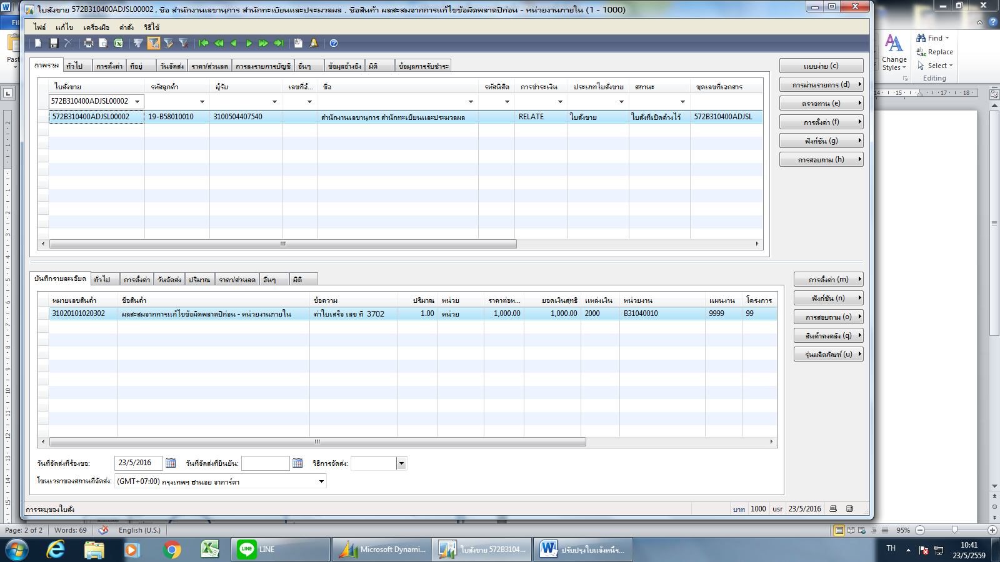 ใบสั่งขาย 572B310400ADJSL00002 , ชื่อ สำนักงานเลขานุการ สำนักทะเบียนและประมวลผล , ชื่อสินค้า ผลสะสมจากการแก้ไขข้อผิดพลาดปีก่อน - หน่วยงานภายใน (1 - 1000)
ไฟล์ แก้ไข เครื่องมือ คำสั่ง วิธีใช้
ภาพรวม ทั่วไป การตั้งค่า ที่อยู่ วันจัดส่ง ราคา/ส่วนลด การลงรายการบัญชี อื่นๆ ข้อมูลอ้างอิง มิติ ข้อมูลการรับชำระ
ใบสั่งขาย รหัสลูกค้า ผู้รับ เลขที่อ้... ชื่อ รหัสนิสิต การชำระเงิน ประเภทใบสั่งขาย สถานะ ชุดเลขที่เอกสาร
572B310400ADJSL00002
572B310400ADJSL00002 19-B58010010 3100504407540 สำนักงานเลขานุการ สำนักทะเบียนและประมวลผล RELATE ใบสั่งขาย ใบสั่งที่เปิดค้างไว้ 572B310400ADJSL
แบบง่าย (c)
การผ่านรายการ (d)
ตรวจทาน (e)
การตั้งค่า (f)
ฟังก์ชัน (g)
การสอบถาม (h)
บันทึกรายละเอียด ทั่วไป การตั้งค่า วันจัดส่ง ปริมาณ ราคา/ส่วนลด อื่นๆ มิติ
หมายเลขสินค้า ชื่อสินค้า ข้อความ ปริมาณ หน่วย ราคาต่อห... ยอดเงินสุทธิ แหล่งเงิน หน่วยงาน แผนงาน โครงการ
31020101020302 ผลสะสมจากการแก้ไขข้อผิดพลาดปีก่อน - หน่วยงานภายใน ค่าใบเสร็จ เลข ที่ 3702 1.00 หน่วย 1,000.00 1,000.00 2000 B31040010 9999 99
การตั้งค่า (m)
ฟังก์ชัน (n)
การสอบถาม (o)
สินค้าคงคลัง (q)
รุ่นผลิตภัณฑ์ (u)
วันที่จัดส่งที่ร้องขอ: 23/5/2016 วันที่จัดส่งที่ยืนยัน: วิธีการจัดส่ง:
โซนเวลาของสถานที่จัดส่ง: (GMT+07:00) กรุงเทพฯ ฮานอย จาการ์ตา
การระบุของใบสั่ง
บาท 1000 usr 23/5/2016
Fil
Past
Change Styles
Find
Replace
Select
Editing
14 15 17 18
Page: 2 of 2 Words: 69 English (U.S.) 95%
LINE Microsoft Dynami... ใบสั่งขาย 572B3104... ปรับปรุงใบแจ้งหนี้ร...
TH 10:41
23/5/2559